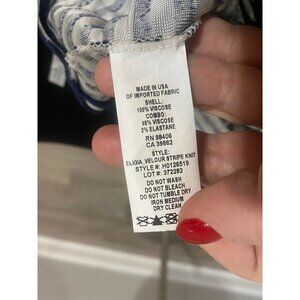 MADE IN USA
OF IMPORTED FABRIC
SHELL:
100% VISCOSE
COMBO:
98% VISCOSE
2% ELASTANE
RN 98406
CA 39862
STYLE:
ELIGIA_VELOUR STRIPE KNIT
STYLE #: H0126519
LOT #: 372282
DO NOT WASH
DO NOT BLEACH
DO NOT TUMBLE DRY
IRON MEDIUM
DRY CLEAN